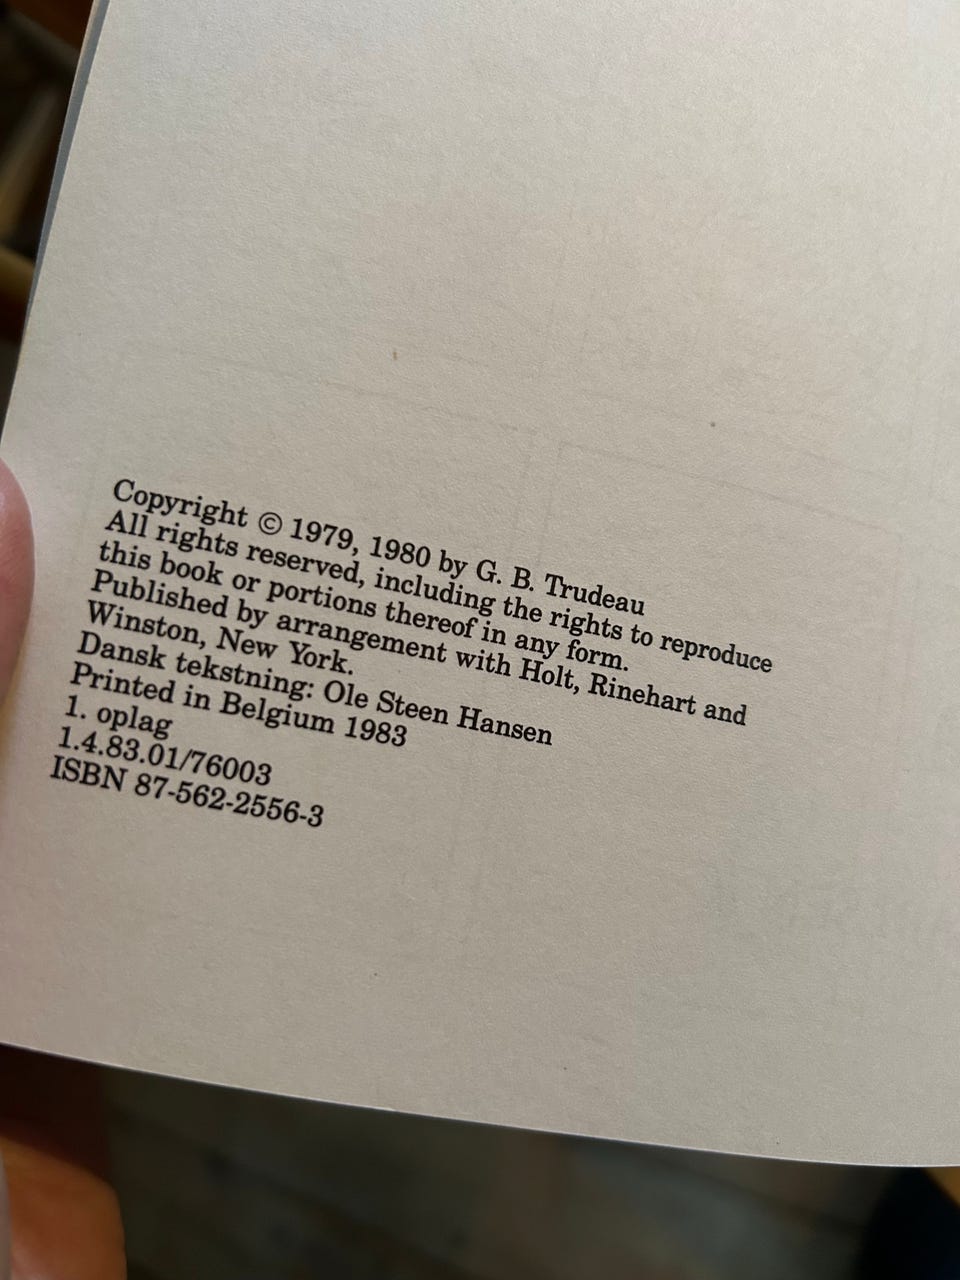 Copyright © 1979, 1980 by G. B. Trudeau
All rights reserved, including the rights to reproduce
this book or portions thereof in any form.
Published by arrangement with Holt, Rinehart and
Winston, New York.
Dansk tekstning: Ole Steen Hansen
Printed in Belgium 1983
1. oplag
1.4.83.01/76003
ISBN 87-562-2556-3